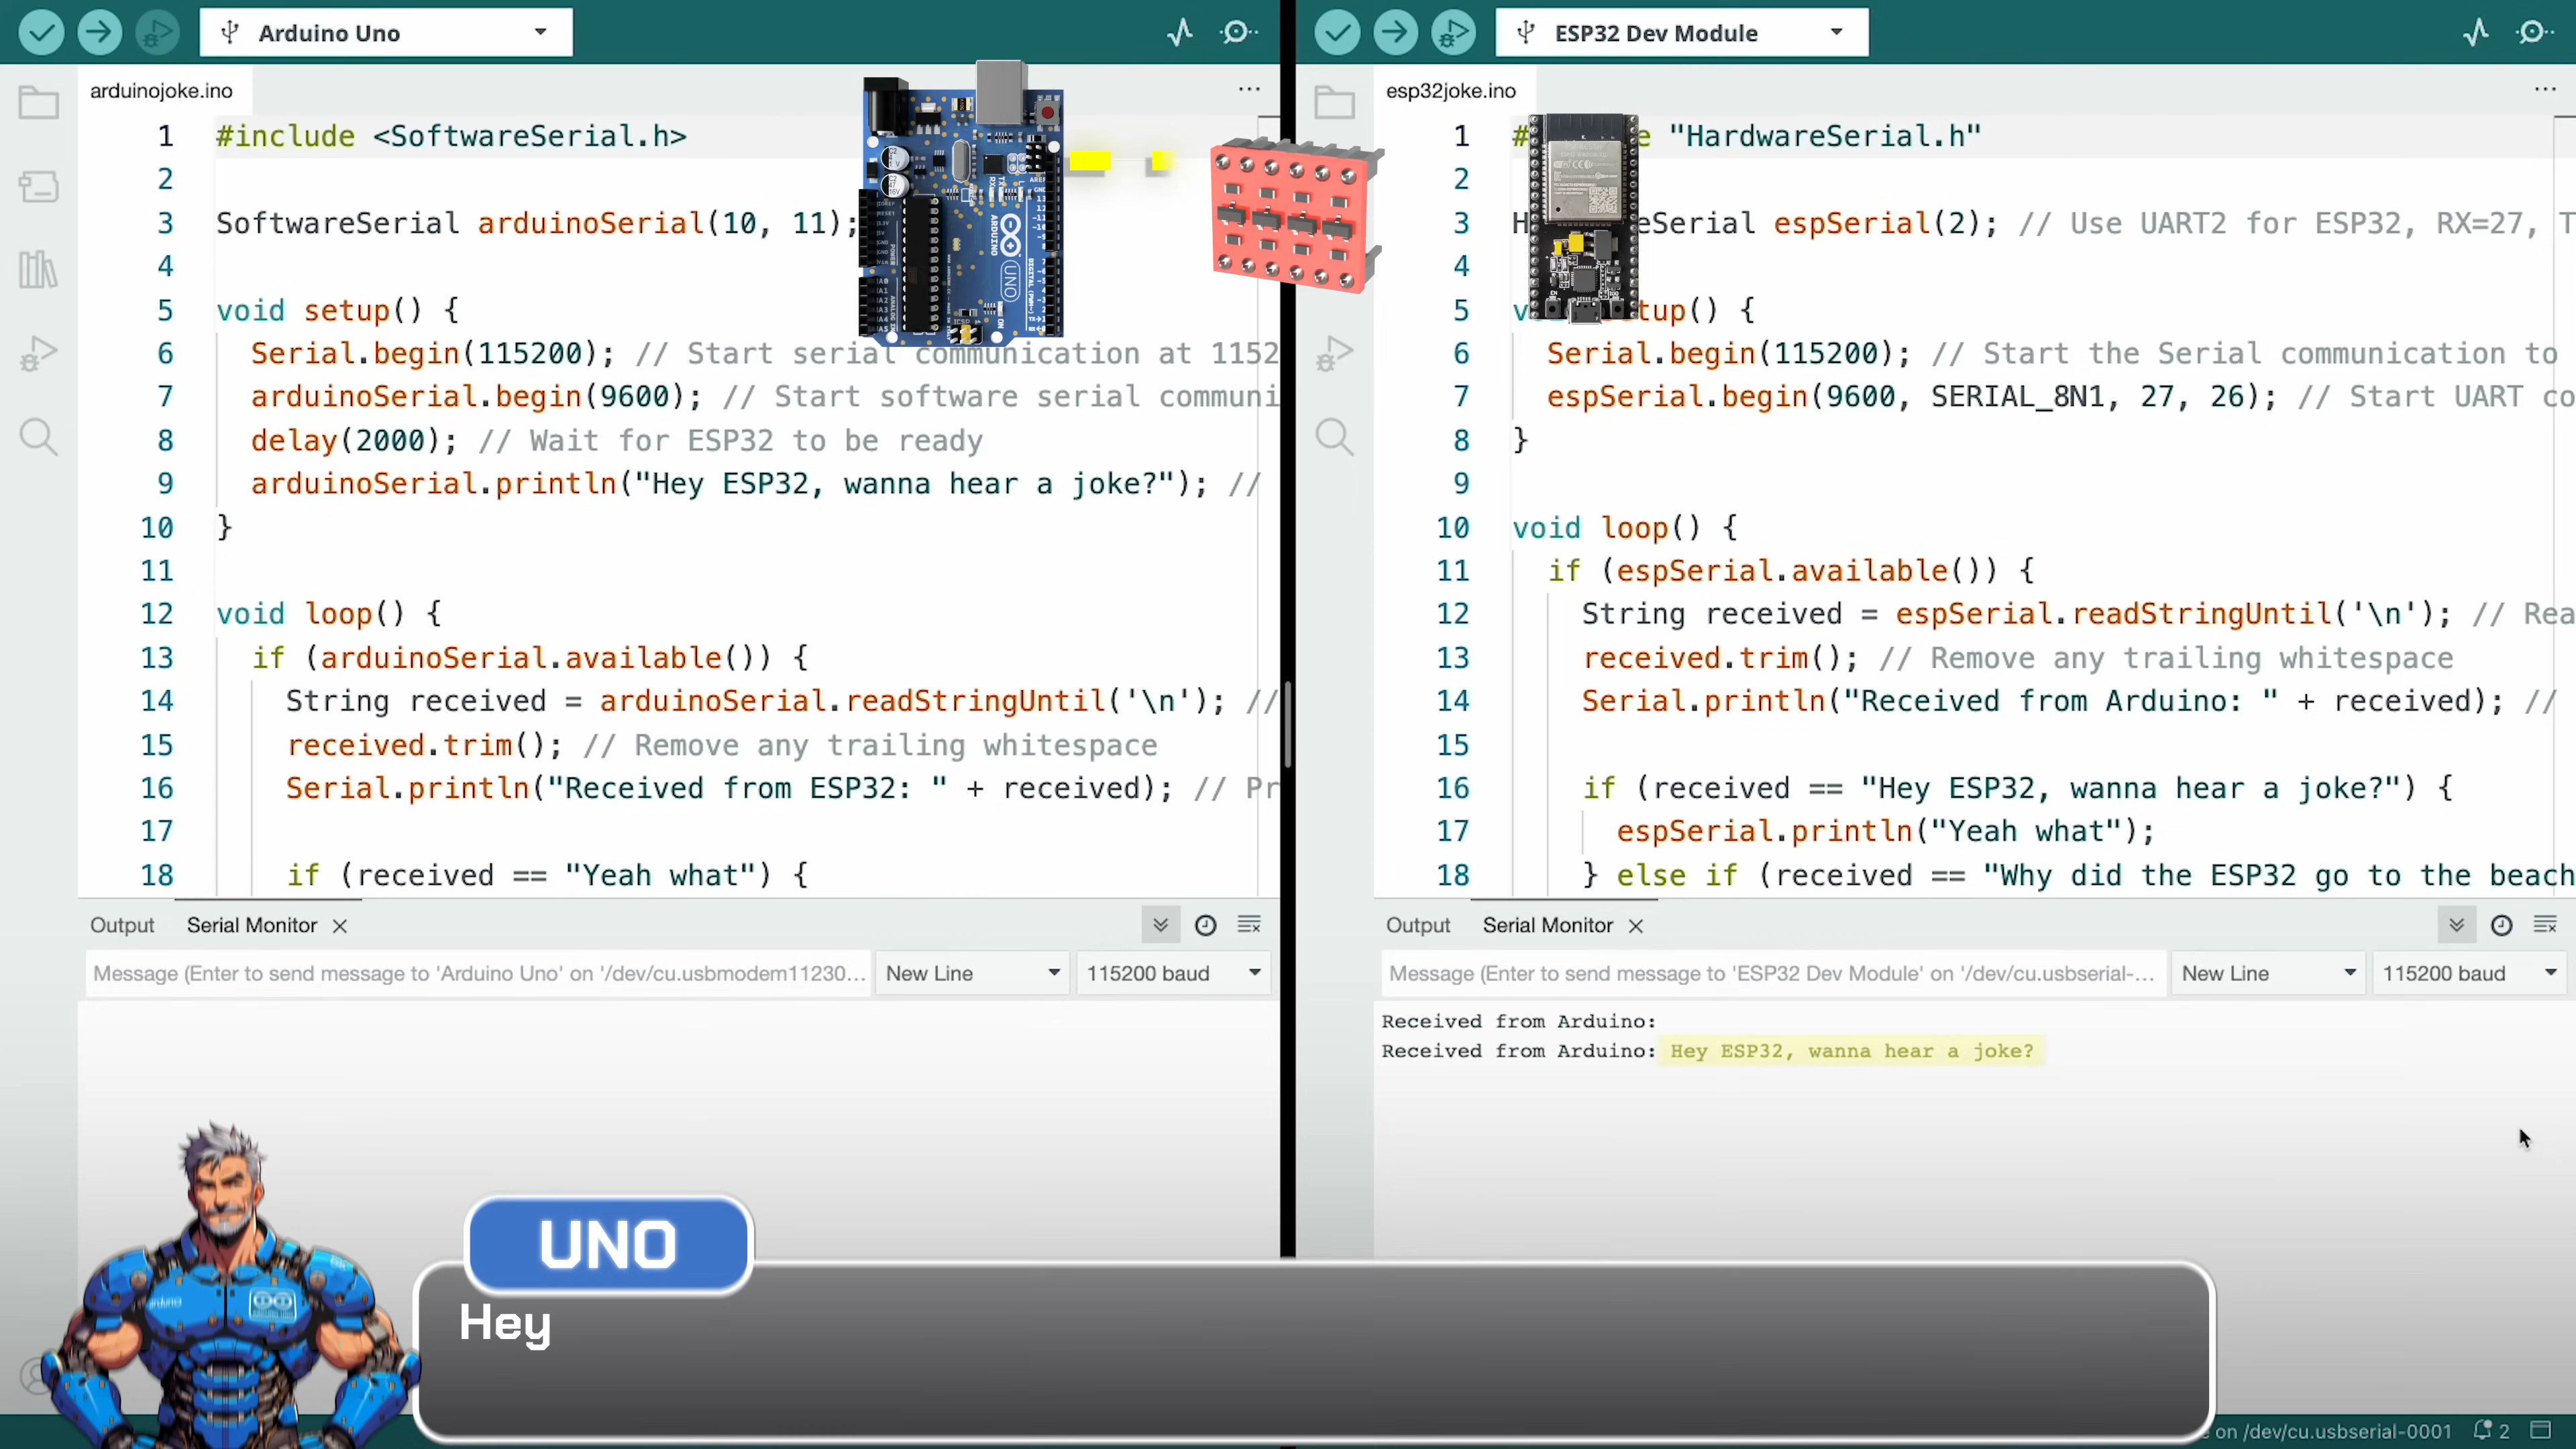 Arduino Uno
arduinojoke.ino
1 #include <SoftwareSerial.h>
2
3 SoftwareSerial arduinoSerial(10, 11);
4
5 void setup() {
6 Serial.begin(115200); // Start serial communication at 1152
7 arduinoSerial.begin(9600); // Start software serial communi
8 delay(2000); // Wait for ESP32 to be ready
9 arduinoSerial.println("Hey ESP32, wanna hear a joke?"); //
10 }
11
12 void loop() {
13 if (arduinoSerial.available()) {
14 String received = arduinoSerial.readStringUntil('\n'); //
15 received.trim(); // Remove any trailing whitespace
16 Serial.println("Received from ESP32: " + received); // Pr
17
18 if (received == "Yeah what") {
Output Serial Monitor
Message (Enter to send message to 'Arduino Uno' on '/dev/cu.usbmodem11230... New Line 115200 baud
ESP32 Dev Module
esp32joke.ino
1 # e "HardwareSerial.h"
2
3 H eSerial espSerial(2); // Use UART2 for ESP32, RX=27, T
4
5 v tup() {
6 Serial.begin(115200); // Start the Serial communication to
7 espSerial.begin(9600, SERIAL_8N1, 27, 26); // Start UART co
8 }
9
10 void loop() {
11 if (espSerial.available()) {
12 String received = espSerial.readStringUntil('\n'); // Rea
13 received.trim(); // Remove any trailing whitespace
14 Serial.println("Received from Arduino: " + received); //
15
16 if (received == "Hey ESP32, wanna hear a joke?") {
17 espSerial.println("Yeah what");
18 } else if (received == "Why did the ESP32 go to the beach
Output Serial Monitor
Message (Enter to send message to 'ESP32 Dev Module' on '/dev/cu.usbserial-... New Line 115200 baud
Received from Arduino:
Received from Arduino: Hey ESP32, wanna hear a joke?
ARDUINO
UNO
arduino
UNO
Hey
on /dev/cu.usbserial-0001 2